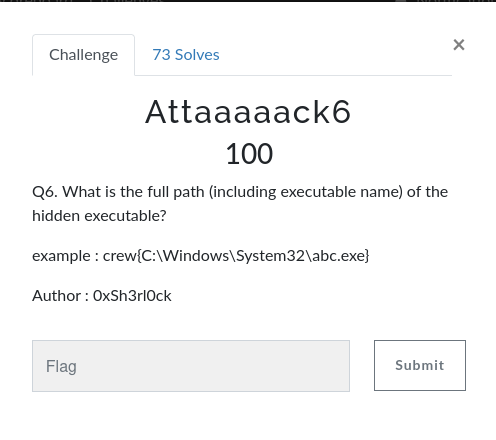 Challenge
73 Solves
×
Attaaaaack6
100
Q6. What is the full path (including executable name) of the
hidden executable?
example : crew{C:\Windows\System32\abc.exe}
Author : 0xSh3rl0ck
Flag
Submit